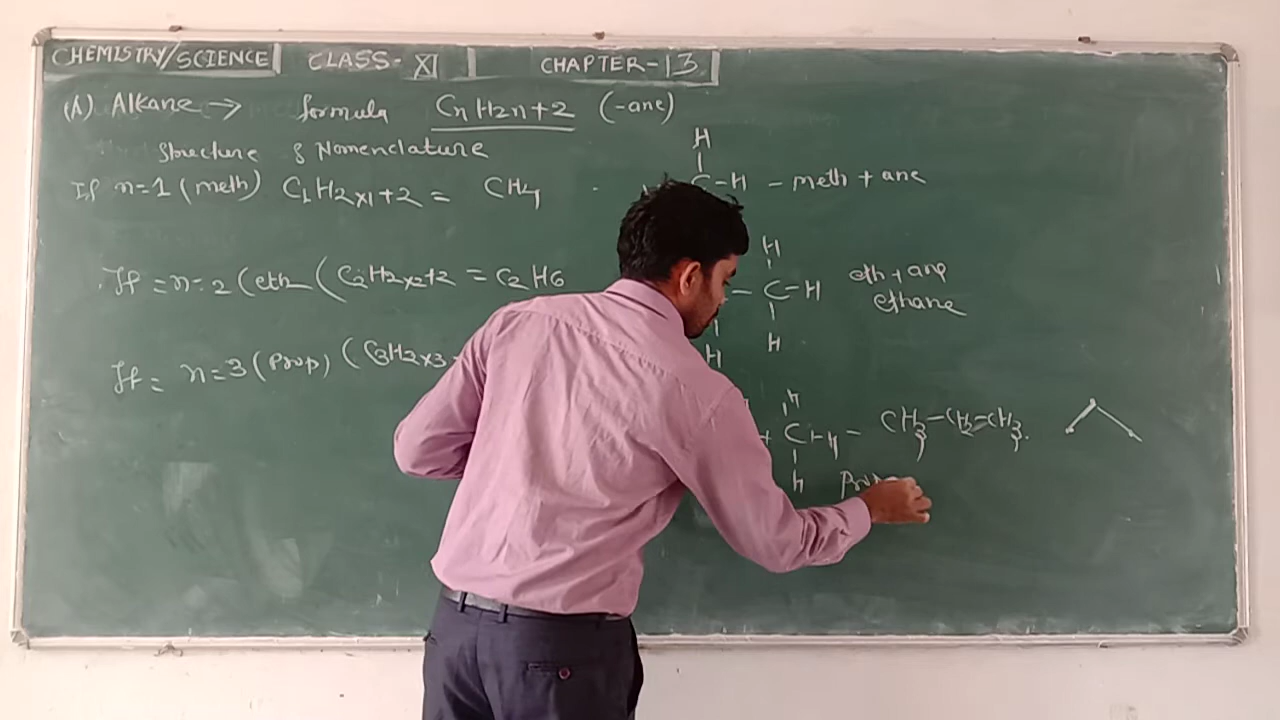 CHEMISTRY/SCIENCE CLASS-XI CHAPTER-13
(A) Alkane → formula CnH2n+2 (-ane)
Structure & Nomenclature
H
If n=1 (meth) C1H2x1+2 = CH4 C-H - meth + ane
H
If = n=2 (eth (C2H2x2+2 = C2H6 - C-H eth + ane
ethane
H H
If = n=3 (Prop) (C3H2x3
H
C-H - CH3-CH2=CH3.
H Prop